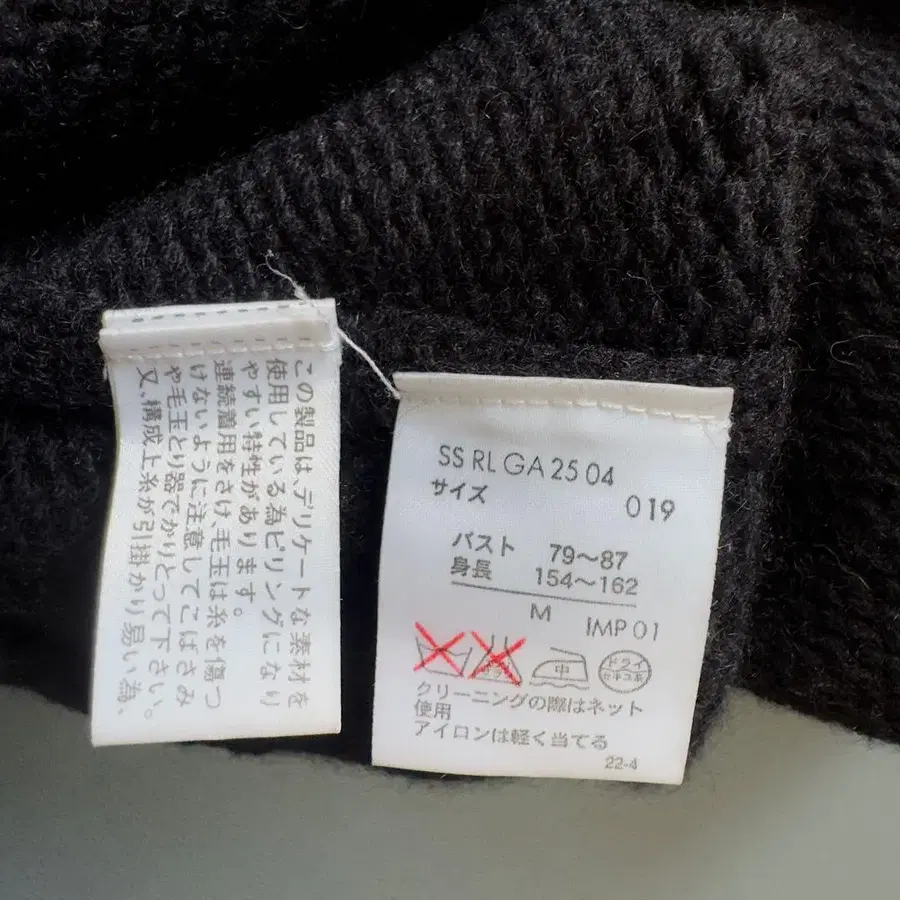 この製品は、デリケートな素材を
使用している為ピリングになり
やすい特性があります。
連続着用をさけ、毛玉は糸を傷つ
けないように注意してこばさみ
や毛玉とり器でかりとって下さい。
又、構成上糸が引掛かり易い為、
SS RL GA 25 04
サイズ
019
バスト 79〜87
身長 154〜162
M
IMP 01
中
ドライ
セキユ系
クリーニングの際はネット
使用
アイロンは軽く当てる
22-4